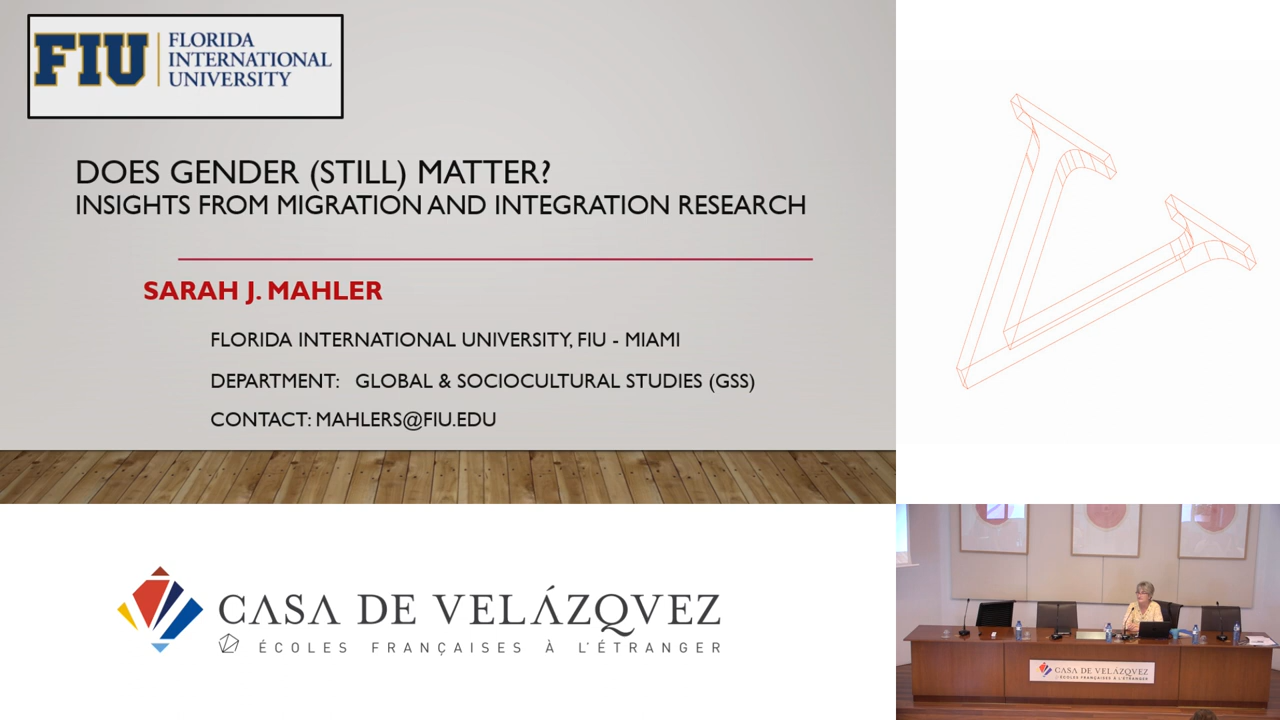 FIU
FLORIDA
INTERNATIONAL
UNIVERSITY
DOES GENDER (STILL) MATTER?
INSIGHTS FROM MIGRATION AND INTEGRATION RESEARCH
SARAH J. MAHLER
FLORIDA INTERNATIONAL UNIVERSITY, FIU - MIAMI
DEPARTMENT: GLOBAL & SOCIOCULTURAL STUDIES (GSS)
CONTACT: MAHLERS@FIU.EDU
CASA DE VELÁZQVEZ
ÉCOLES FRANÇAISES À L'ÉTRANGER
CASA DE VELÁZQVEZ
ÉCOLES FRANÇAISES À L'ÉTRANGER